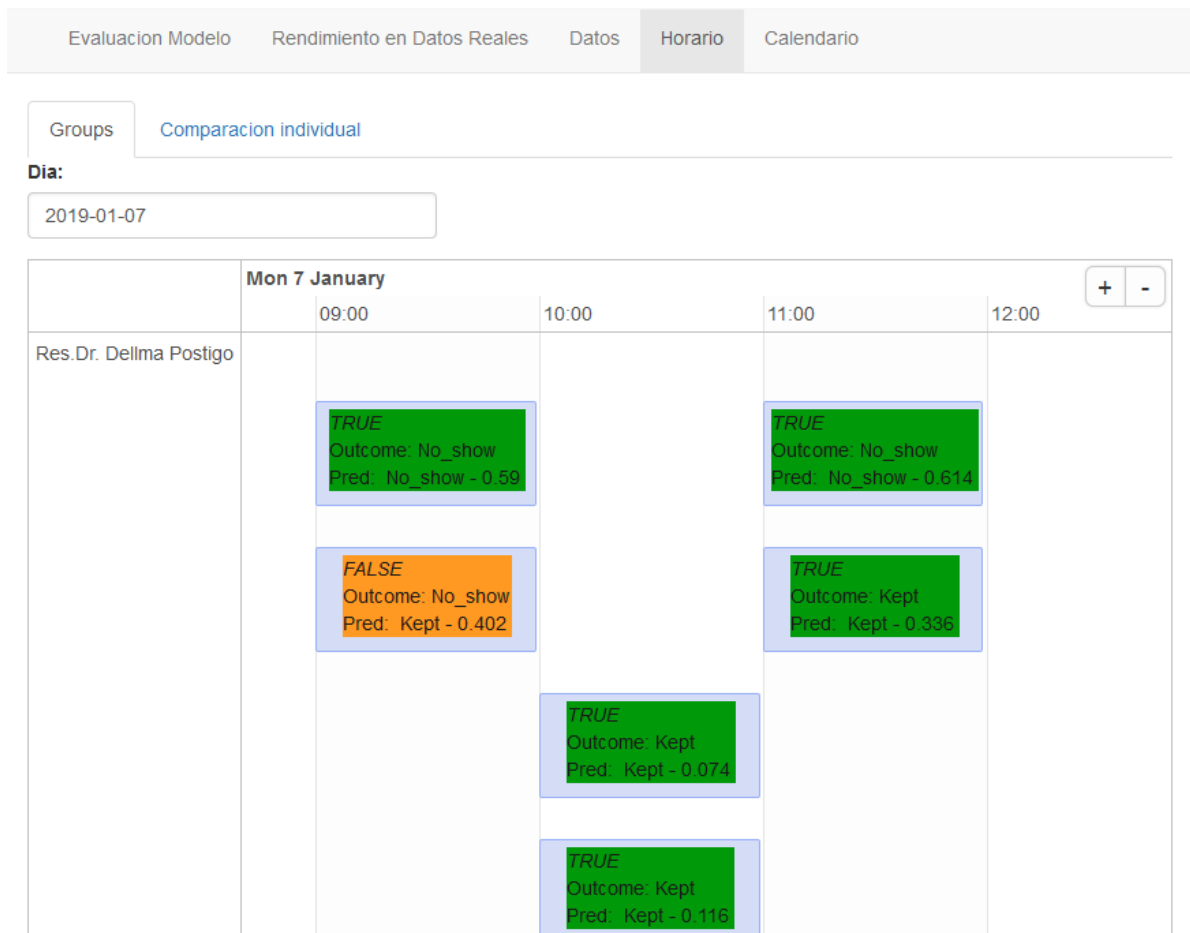 Evaluacion Modelo Rendimiento en Datos Reales Datos Horario Calendario
Groups Comparacion individual
Dia:
2019-01-07
Mon 7 January
+ -
09:00 10:00 11:00 12:00
Res.Dr. Dellma Postigo
TRUE
Outcome: No_show
Pred: No_show - 0.59
TRUE
Outcome: No_show
Pred: No_show - 0.614
FALSE
Outcome: No_show
Pred: Kept - 0.402
TRUE
Outcome: Kept
Pred: Kept - 0.336
TRUE
Outcome: Kept
Pred: Kept - 0.074
TRUE
Outcome: Kept
Pred: Kept - 0.116